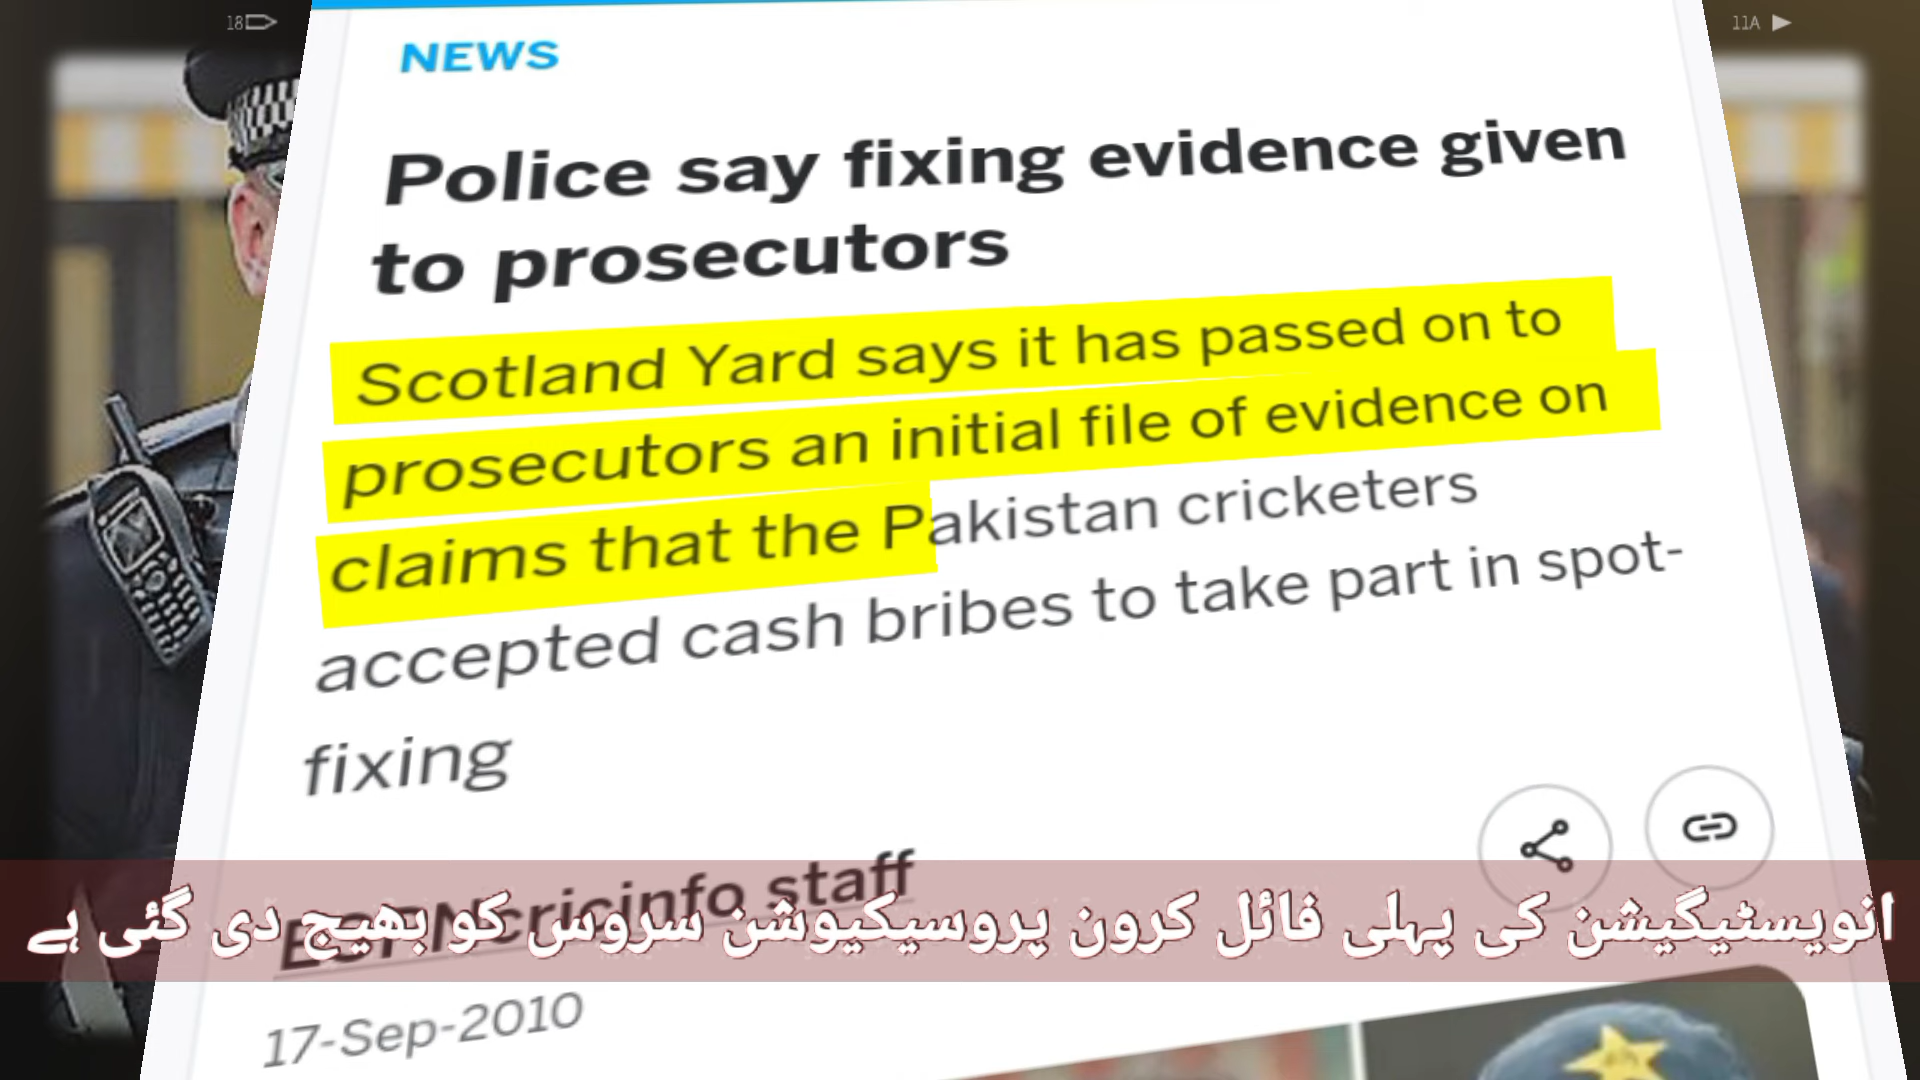 18
11A
NEWS
Police say fixing evidence given
to prosecutors
Scotland Yard says it has passed on to
prosecutors an initial file of evidence on
claims that the Pakistan cricketers
accepted cash bribes to take part in spot-
fixing
ESPNcricinfo staff
انویسٹیگیشن کی پہلی فائل کرون پروسیکیوشن سروس کو بھیج دی گئی ہے
17-Sep-2010